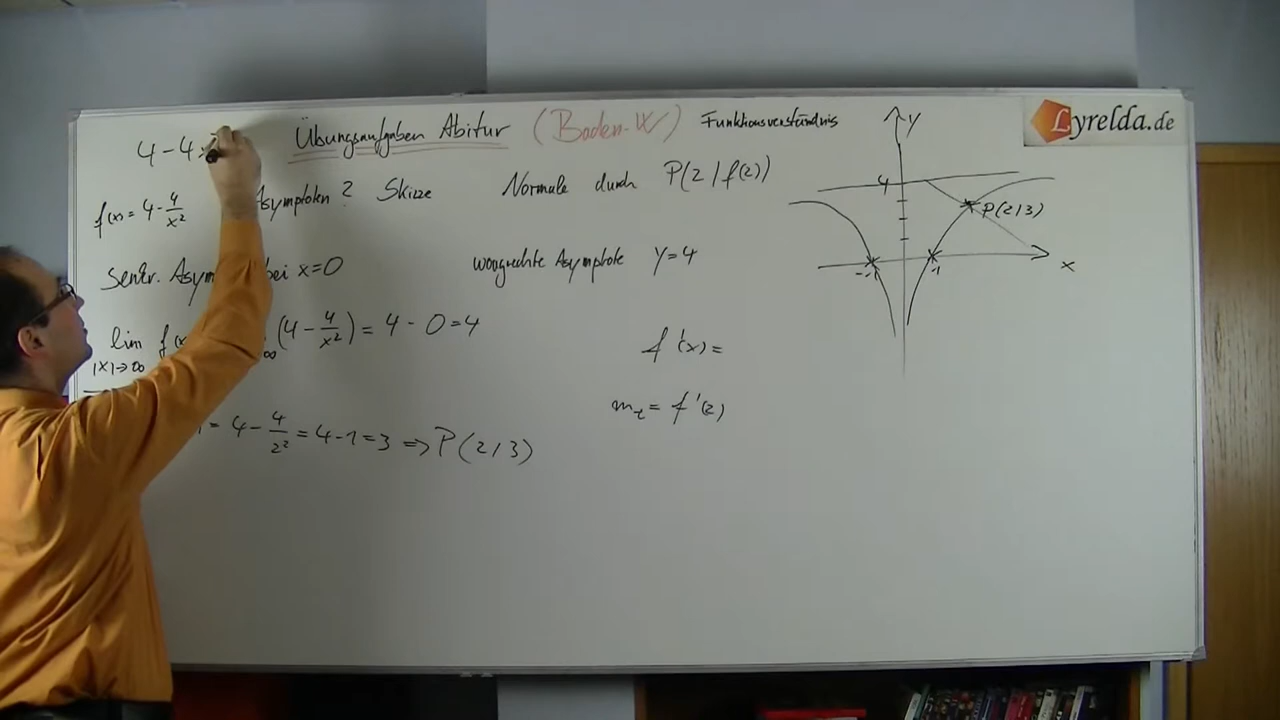 4 - 4x
Übungsaufgaben Abitur (Baden-W)
Funktionsverständnis
Lyrelda.de
f(x) = 4 - 4/x²
Asymptoten? Skizze
Normale durch P(2/f(2))
Senkr. Asym bei x=0
waagrechte Asymptote y=4
lim |x|→∞ f(x (4 - 4/x²) = 4 - 0 = 4
= 4 - 4/2² = 4 - 1 = 3 ⇒ P(2/3)
f'(x) =
m_t = f'(2)
y
4
P(2/3)
-1
1
x